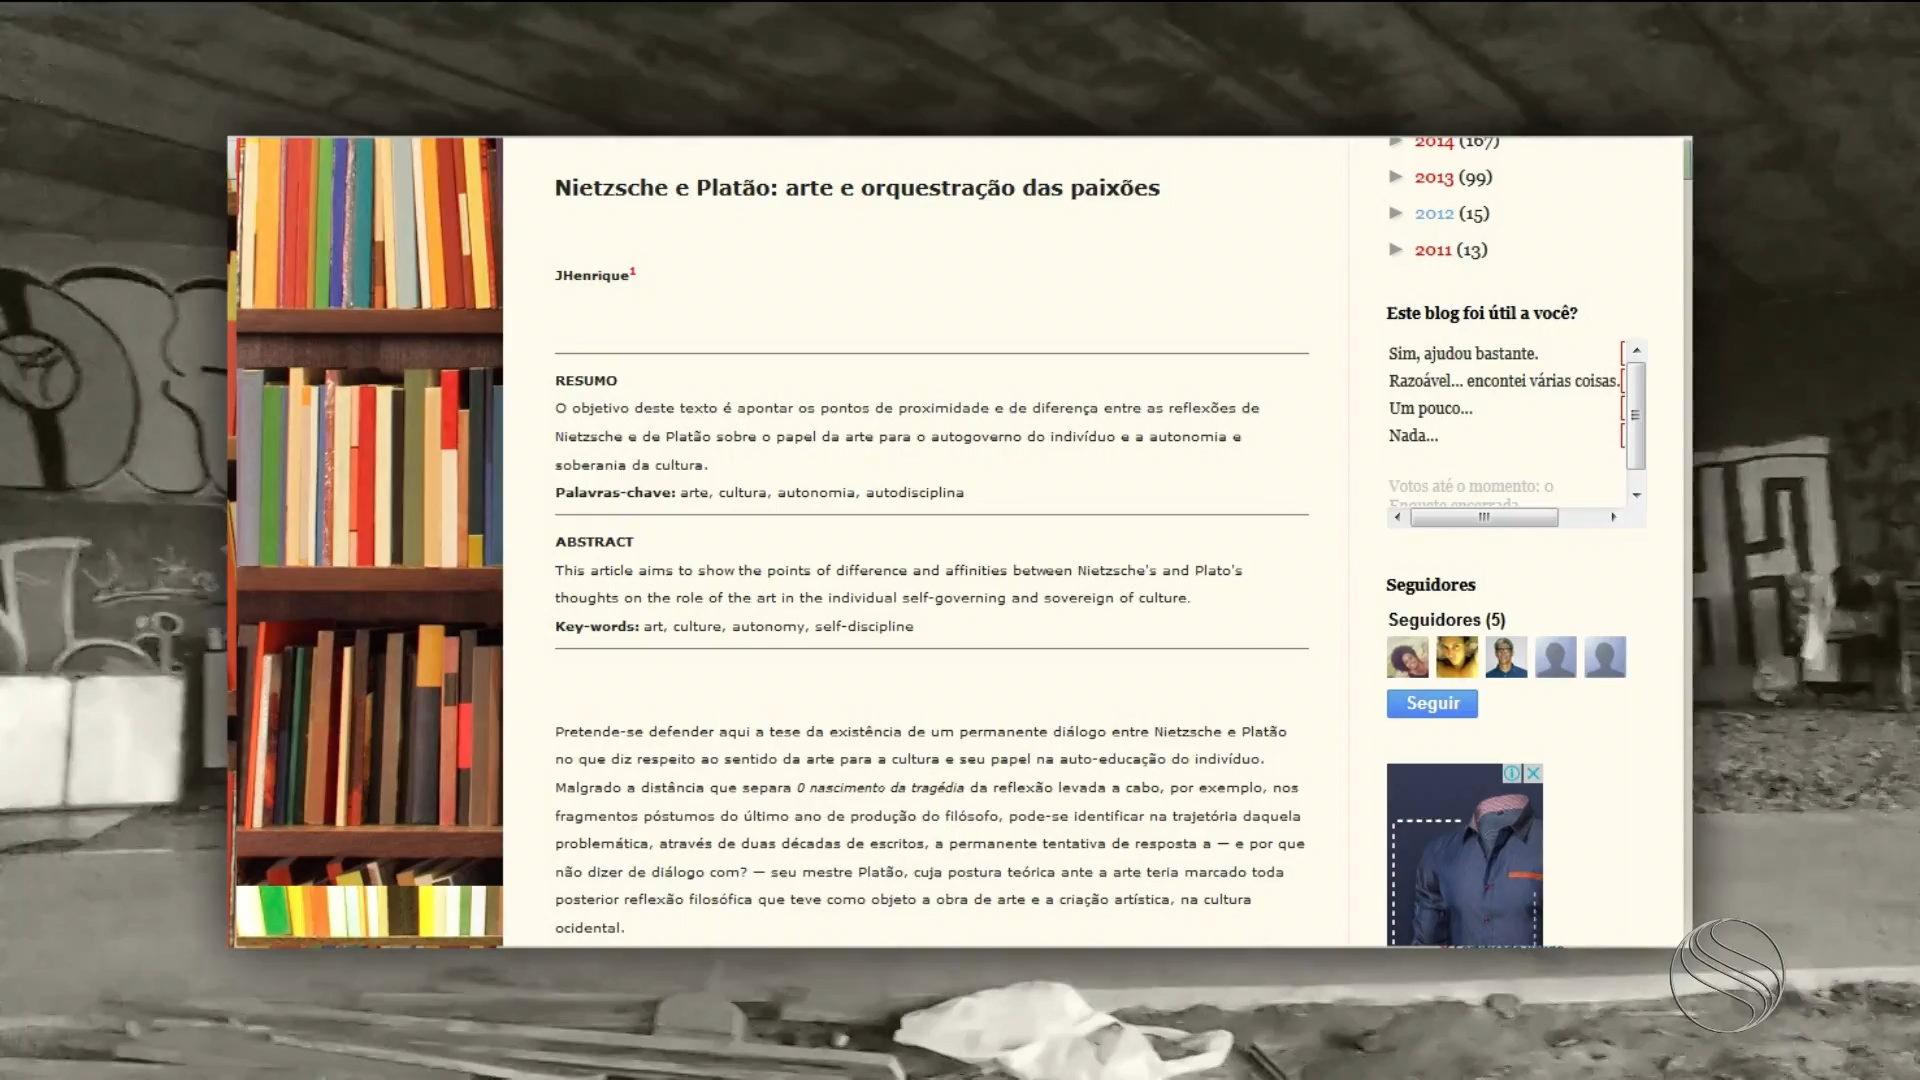 Nietzsche e Platão: arte e orquestração das paixões
JHenrique1
RESUMO
O objetivo deste texto é apontar os pontos de proximidade e de diferença entre as reflexões de
Nietzsche e de Platão sobre o papel da arte para o autogoverno do indivíduo e a autonomia e
soberania da cultura.
Palavras-chave: arte, cultura, autonomia, autodisciplina
ABSTRACT
This article aims to show the points of difference and affinities between Nietzsche's and Plato's
thoughts on the role of the art in the individual self-governing and sovereign of culture.
Key-words: art, culture, autonomy, self-discipline
Pretende-se defender aqui a tese da existência de um permanente diálogo entre Nietzsche e Platão
no que diz respeito ao sentido da arte para a cultura e seu papel na auto-educação do indivíduo.
Malgrado a distância que separa O nascimento da tragédia da reflexão levada a cabo, por exemplo, nos
fragmentos póstumos do último ano de produção do filósofo, pode-se identificar na trajetória daquela
problemática, através de duas décadas de escritos, a permanente tentativa de resposta a — e por que
não dizer de diálogo com? — seu mestre Platão, cuja postura teórica ante a arte teria marcado toda
posterior reflexão filosófica que teve como objeto a obra de arte e a criação artística, na cultura
ocidental.
2014 (167)
2013 (99)
2012 (15)
2011 (13)
Este blog foi útil a você?
Sim, ajudou bastante.
Razoável... encontei várias coisas.
Um pouco...
Nada...
Votos até o momento: 0
Enquete encerrada
Seguidores
Seguidores (5)
Seguir